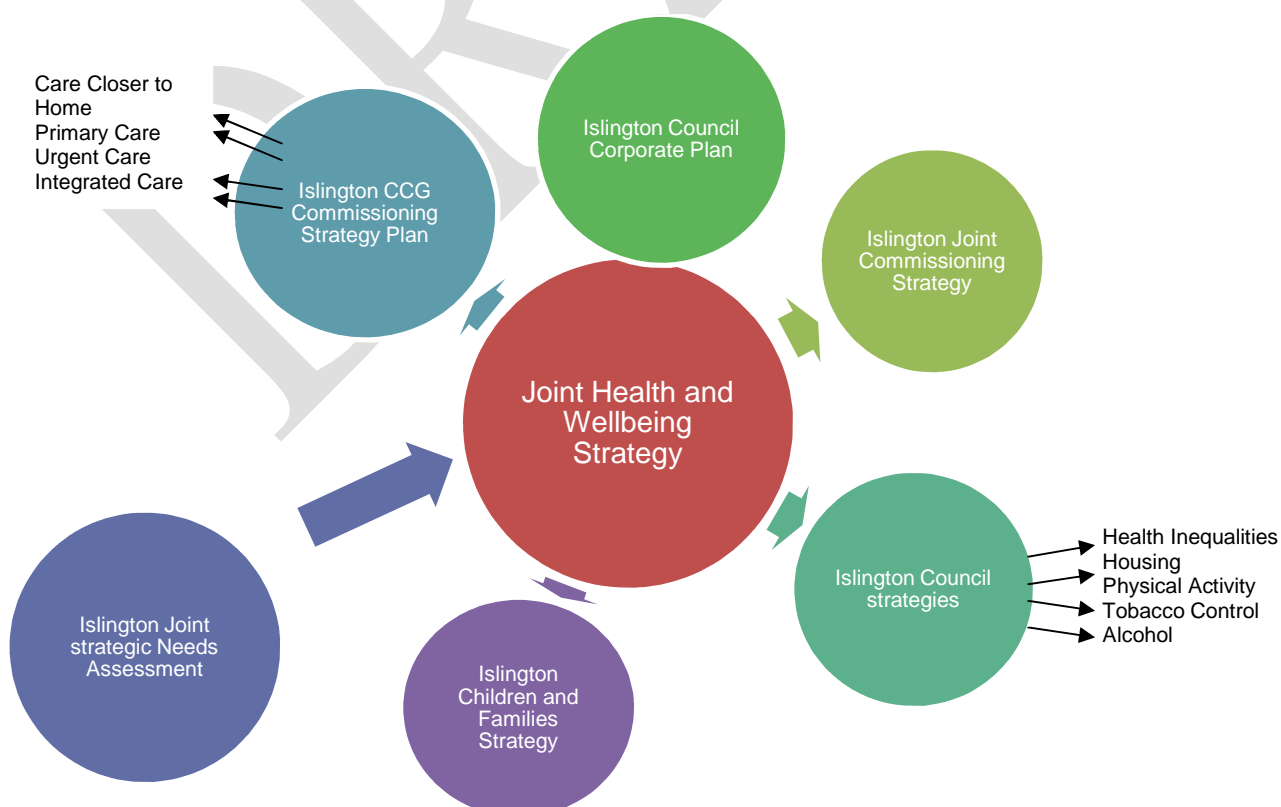 Care Closer to
Home
Primary Care
Urgent Care
Integrated Care
Islington CCG
Commissioning
Strategy Plan
Islington Council
Corporate Plan
Islington Joint
Commissioning
Strategy
Joint Health and
Wellbeing
Strategy
Islington Joint
strategic Needs
Assessment
Islington
Children and
Families
Strategy
Islington Council
strategies
Health Inequalities
Housing
Physical Activity
Tobacco Control
Alcohol